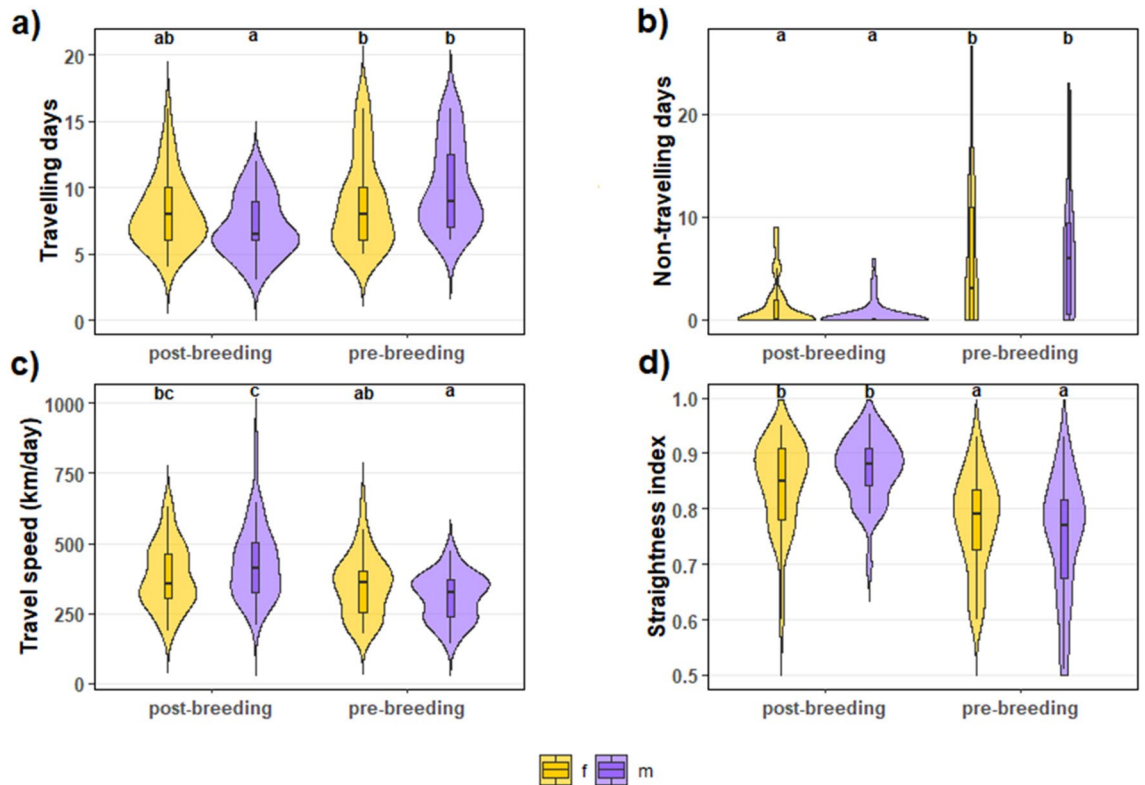 a)
ab a b b
20
15
10
5
0
Travelling days
post-breeding pre-breeding
b)
a a b b
20
10
0
Non-travelling days
post-breeding pre-breeding
c)
bc c ab a
1000
750
500
250
0
Travel speed (km/day)
post-breeding pre-breeding
d)
b b a a
1.0
0.9
0.8
0.7
0.6
0.5
Straightness index
post-breeding pre-breeding
f m